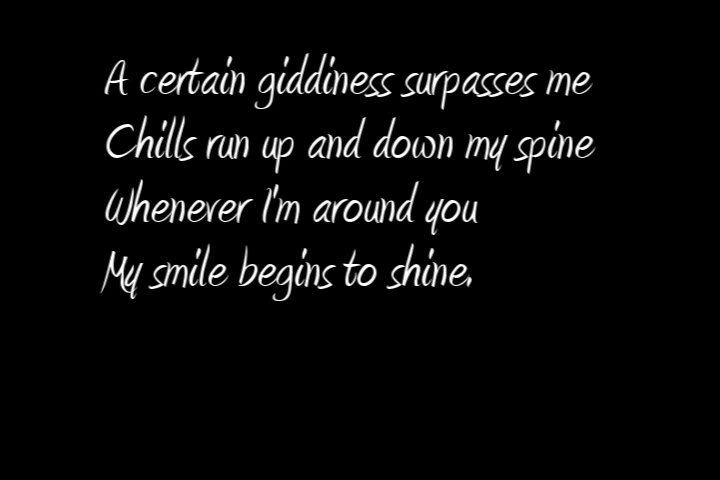 A certain giddiness surpasses me
Chills run up and down my spine
Whenever I'm around you
My smile begins to shine.